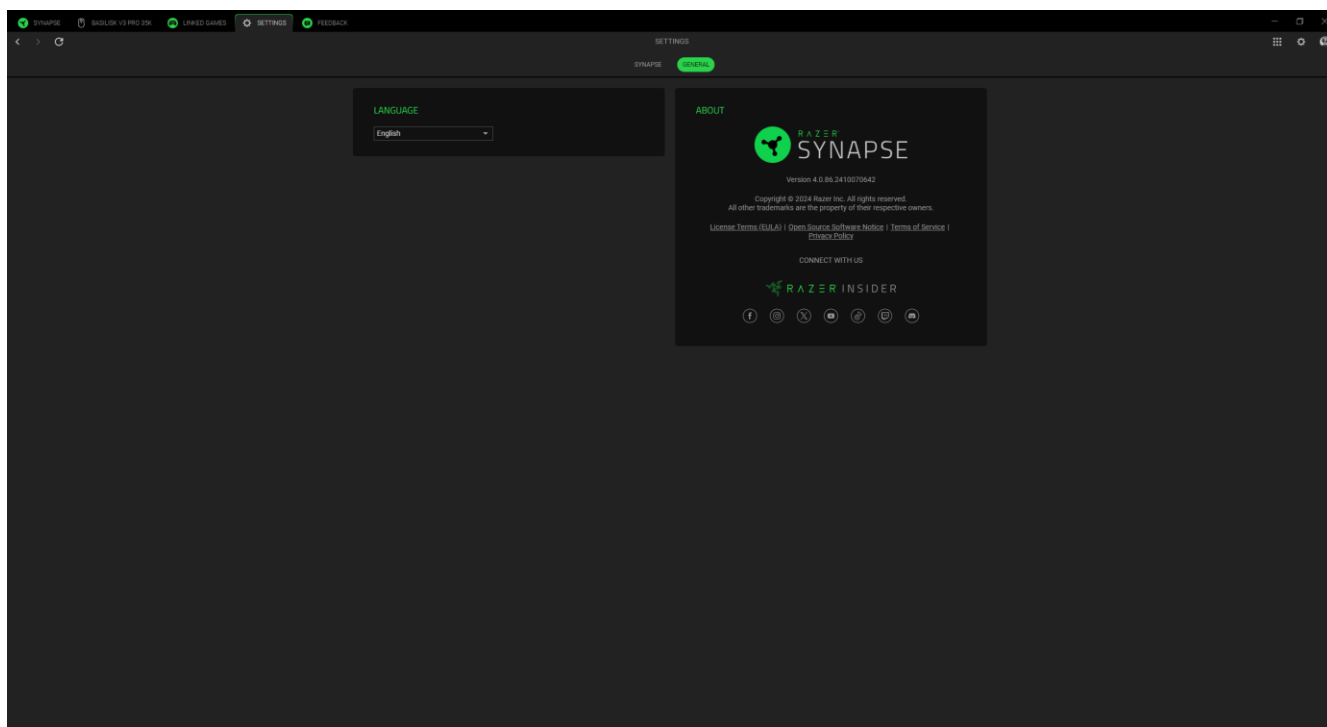 SYNAPSE
BASILISK V3 PRO 35K
LINKED GAMES
SETTINGS
FEEDBACK
SETTINGS
SYNAPSE
GENERAL
LANGUAGE
English
ABOUT
RAZER
SYNAPSE
Version 4.0.86.2410070642
Copyright © 2024 Razer Inc. All rights reserved.
All other trademarks are the property of their respective owners.
License Terms (EULA) | Open Source Software Notice | Terms of Service |
Privacy Policy
CONNECT WITH US
RAZER INSIDER